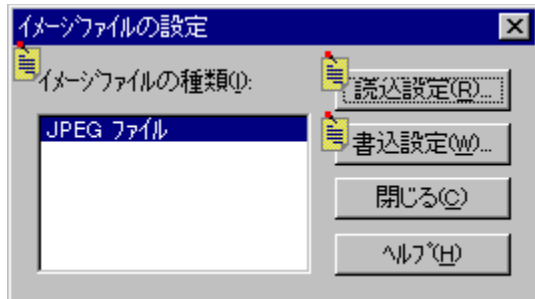 イメージファイルの設定
イメージファイルの種類(I):
JPEG ファイル
読込設定(R)...
書込設定(W)...
閉じる(C)
ヘルプ(H)